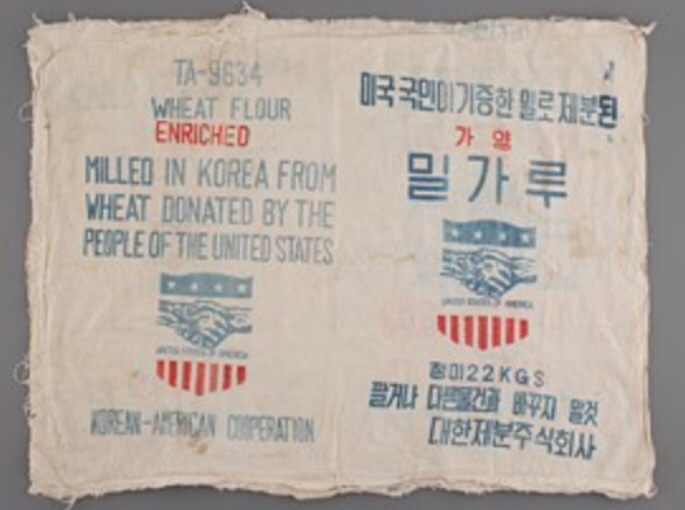 TA-9634
WHEAT FLOUR
ENRICHED
MILLED IN KOREA FROM
WHEAT DONATED BY THE
PEOPLE OF THE UNITED STATES
UNITED STATES OF AMERICA
KOREAN-AMERICAN COOPERATION
미국 국민이 기증한 밀로 제분된
가양
밀가루
UNITED STATES OF AMERICA
정미22KGS
팔거나 다른물건과 바꾸지 말것
대한제분주식회사